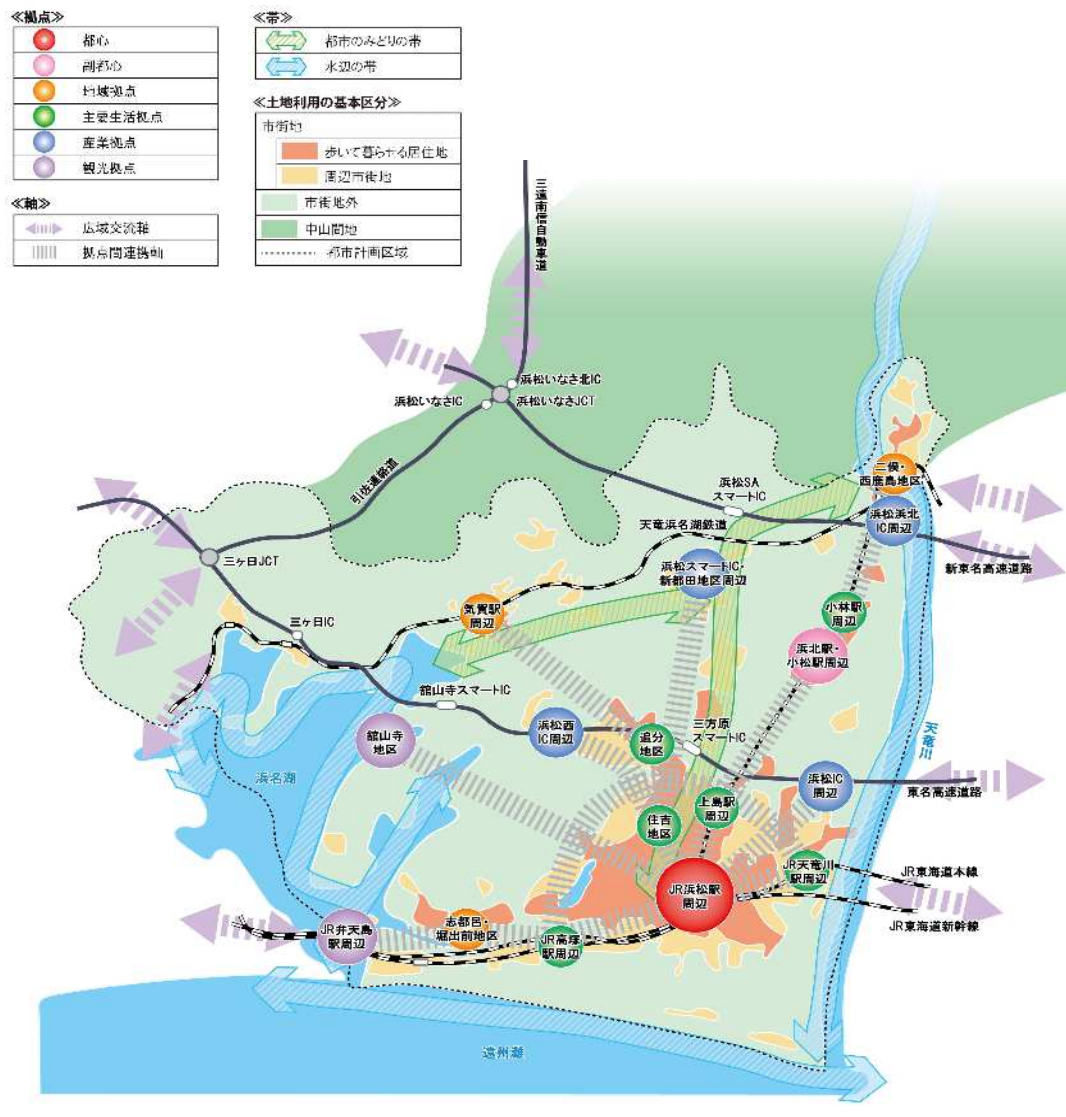 ≪拠点≫
都心
副都心
地域拠点
主要生活拠点
産業拠点
観光拠点
≪軸≫
広域交流軸
拠点間連携軸
≪帯≫
都市のみどりの帯
水辺の帯
≪土地利用の基本区分≫
市街地
歩いて暮らせる居住地
周辺市街地
市街地外
中山間地
都市計画区域
三遠南信自動車道
浜松いなさ北IC
浜松いなさIC
浜松いなさJCT
引佐連絡道
浜松SA
スマートIC
二俣・
西鹿島地区
浜松浜北
IC周辺
天竜浜名湖鉄道
新東名高速道路
三ヶ日JCT
浜松スマートIC・
新都田地区周辺
気賀駅
周辺
小林駅
周辺
三ヶ日IC
浜北駅・
小松駅周辺
舘山寺スマートIC
舘山寺
地区
浜松西
IC周辺
追分
地区
三方原
スマートIC
天竜川
浜名湖
浜松IC
周辺
東名高速道路
上島駅
周辺
住吉
地区
JR天竜川
駅周辺
JR東海道本線
JR浜松駅
周辺
JR東海道新幹線
志都呂・
堀出前地区
JR弁天島
駅周辺
JR高塚
駅周辺
遠州灘